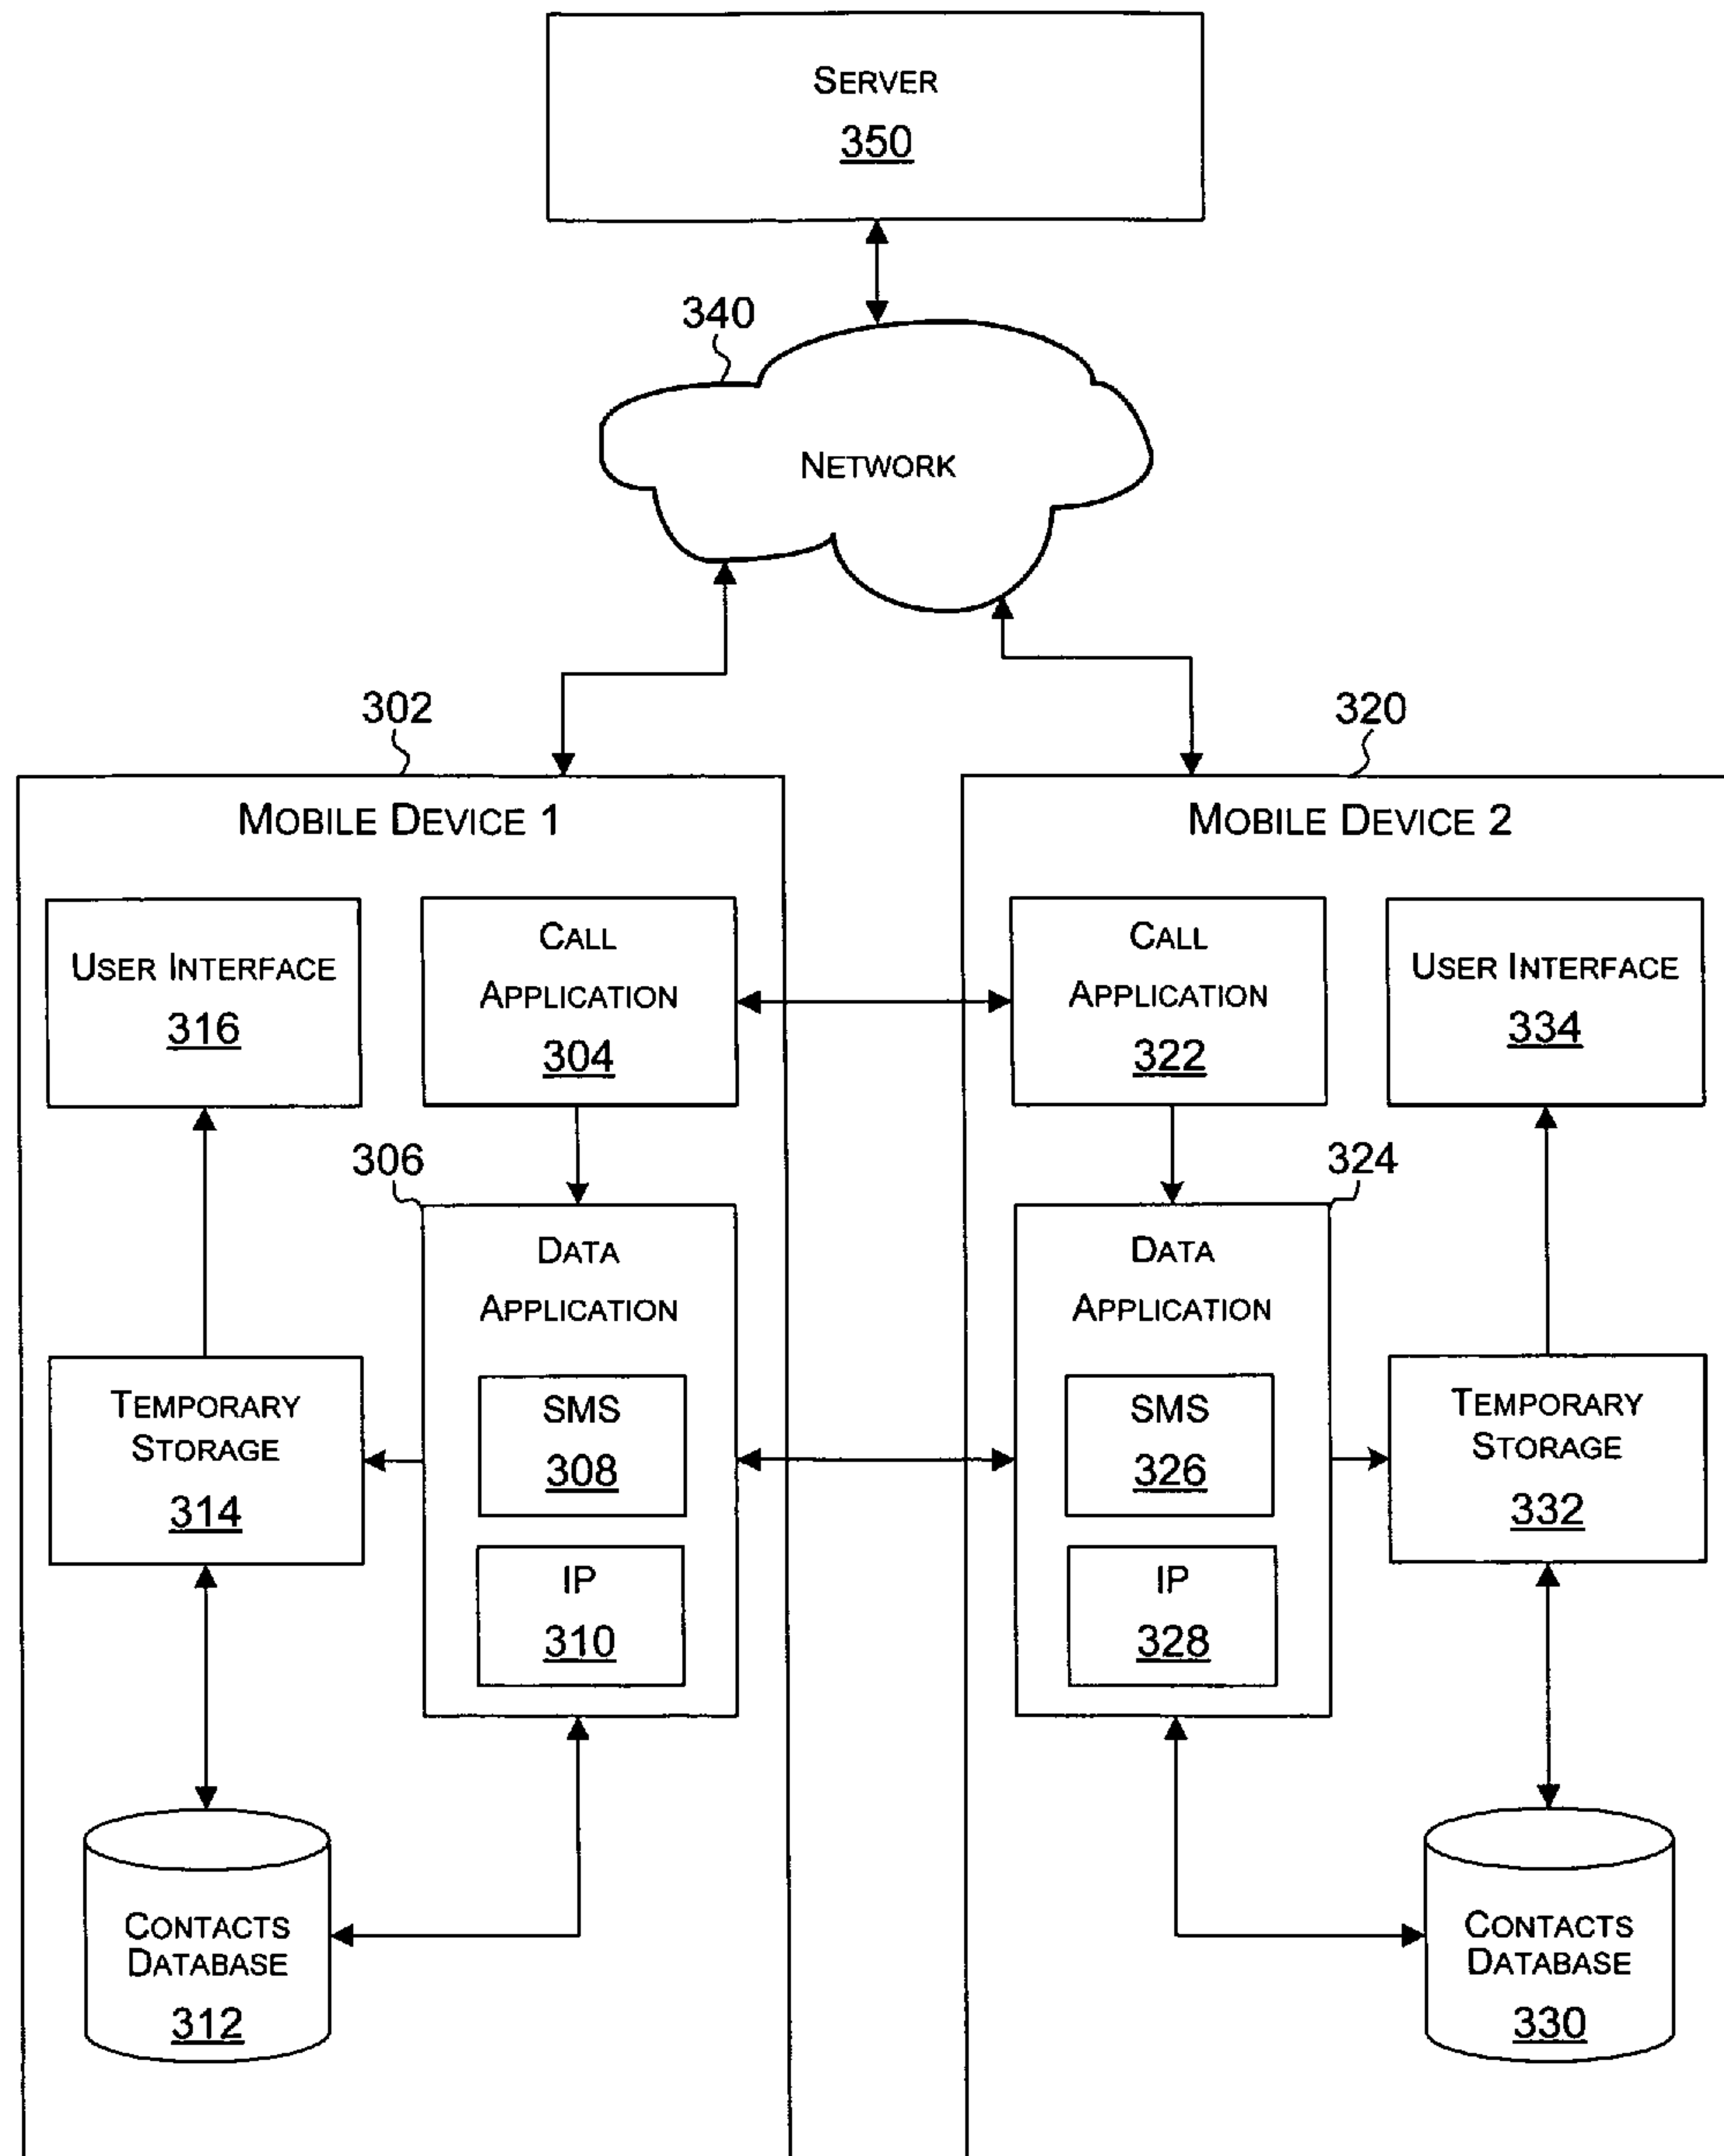 SERVER
350
340
NETWORK
302
320
MOBILE DEVICE 1
USER INTERFACE
316
CALL
APPLICATION
304
306
DATA
APPLICATION
SMS
308
IP
310
TEMPORARY
STORAGE
314
CONTACTS
DATABASE
312
MOBILE DEVICE 2
CALL
APPLICATION
322
USER INTERFACE
334
324
DATA
APPLICATION
SMS
326
IP
328
TEMPORARY
STORAGE
332
CONTACTS
DATABASE
330